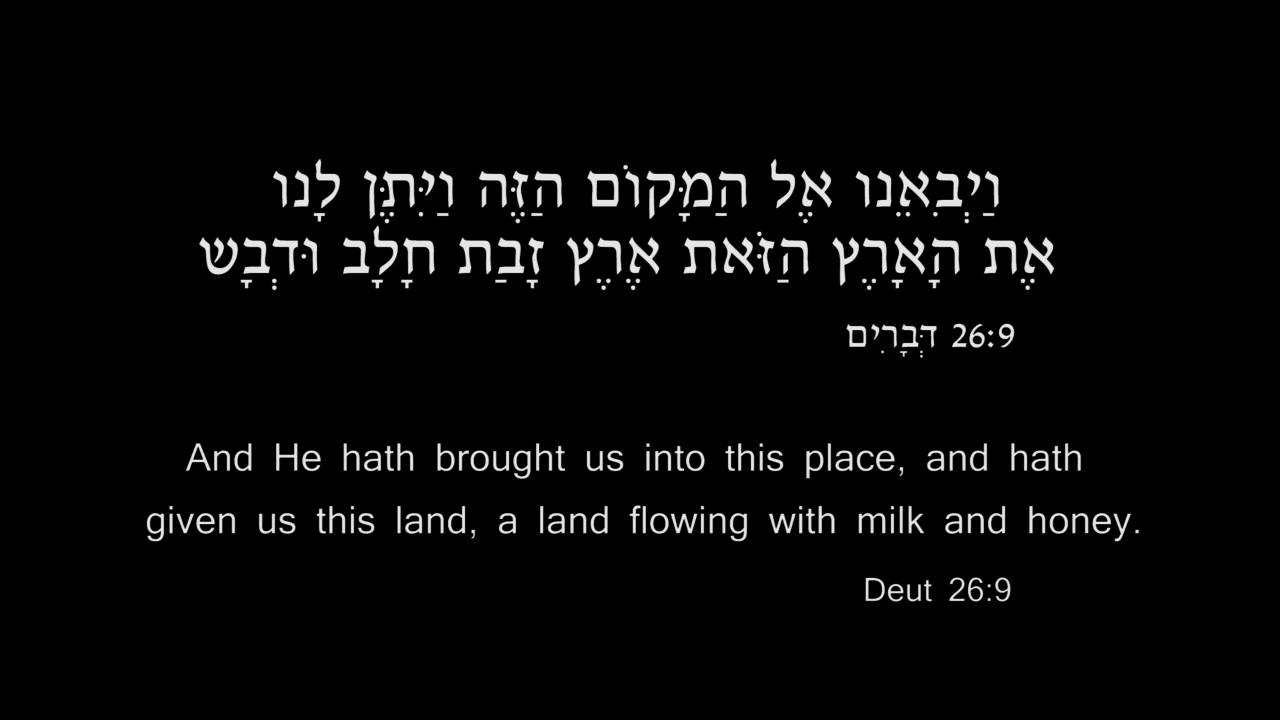 וַיְבִאֵנוּ אֶל הַמָּקוֹם הַזֶּה וַיִּתֶּן לָנוּ
אֶת הָאָרֶץ הַזֹּאת אֶרֶץ זָבַת חָלָב וּדְבָשׁ
דְּבָרִים 26:9
And He hath brought us into this place, and hath
given us this land, a land flowing with milk and honey.
Deut 26:9